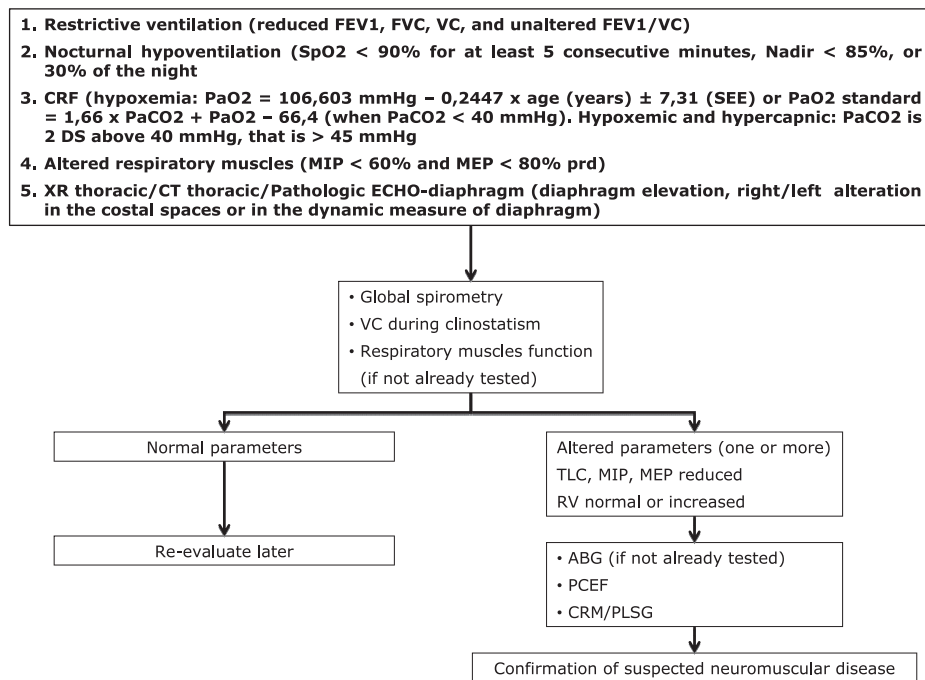 1. Restrictive ventilation (reduced FEV1, FVC, VC, and unaltered FEV1/VC)
2. Nocturnal hypoventilation (SpO2 < 90% for at least 5 consecutive minutes, Nadir < 85%, or
30% of the night
3. CRF (hypoxemia: PaO2 = 106,603 mmHg – 0,2447 x age (years) ± 7,31 (SEE) or PaO2 standard
= 1,66 x PaCO2 + PaO2 – 66,4 (when PaCO2 < 40 mmHg). Hypoxemic and hypercapnic: PaCO2 is
2 DS above 40 mmHg, that is > 45 mmHg
4. Altered respiratory muscles (MIP < 60% and MEP < 80% prd)
5. XR thoracic/CT thoracic/Pathologic ECHO-diaphragm (diaphragm elevation, right/left alteration
in the costal spaces or in the dynamic measure of diaphragm)
• Global spirometry
• VC during clinostatism
• Respiratory muscles function
(if not already tested)
Normal parameters
Re-evaluate later
Altered parameters (one or more)
TLC, MIP, MEP reduced
RV normal or increased
• ABG (if not already tested)
• PCEF
• CRM/PLSG
Confirmation of suspected neuromuscular disease